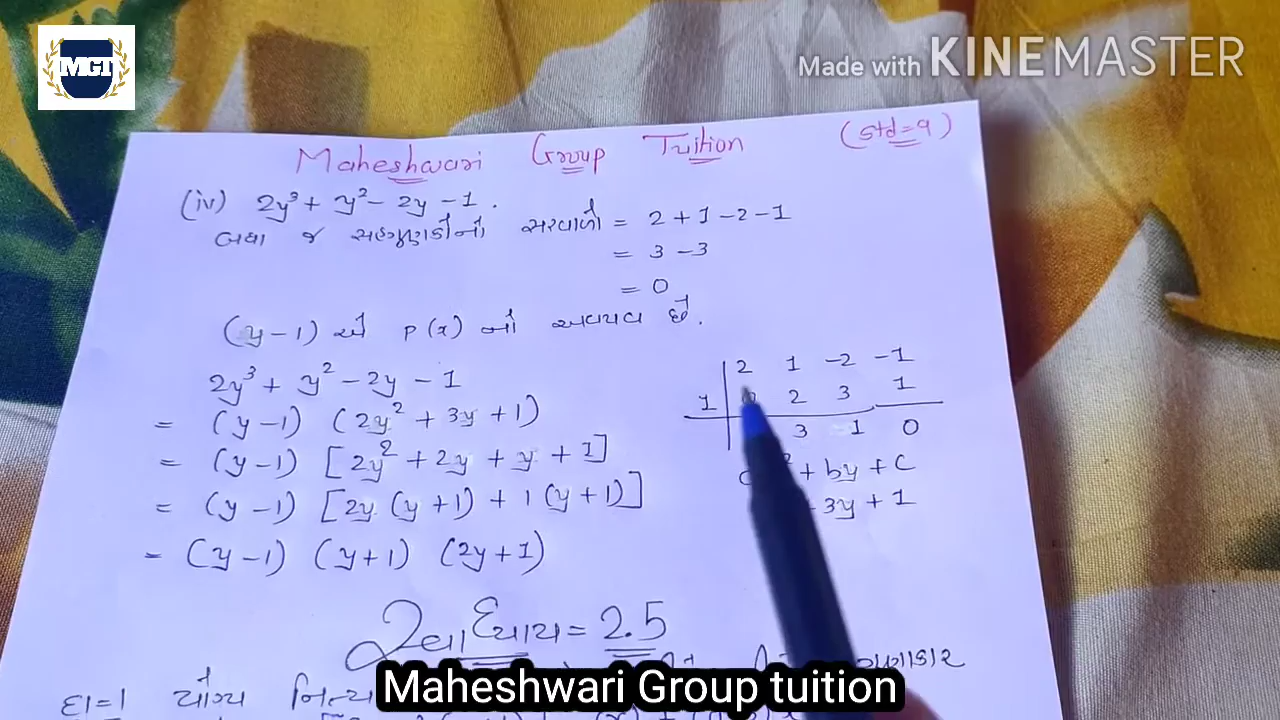 MGT
Made with KINEMASTER
Maheshwari Group Tuition (std=9)
(iv) 2y³ + y² - 2y - 1 .
બધા જ સહગુણકોનો સરવાળો = 2 + 1 - 2 - 1
= 3 - 3
= 0
(y - 1) એ P(x) નો અવયવ છે.
2y³ + y² - 2y - 1
= (y - 1) (2y² + 3y + 1)
= (y - 1) [2y² + 2y + y + 1]
= (y - 1) [2y (y + 1) + 1 (y + 1)]
= (y - 1) (y + 1) (2y + 1)
2 1 -2 -1
1 2 3 1
3 1 0
+ by + C
3y + 1
સ્વાધ્યાય = 2.5
દા=1 યોગ્ય
Maheshwari Group tuition